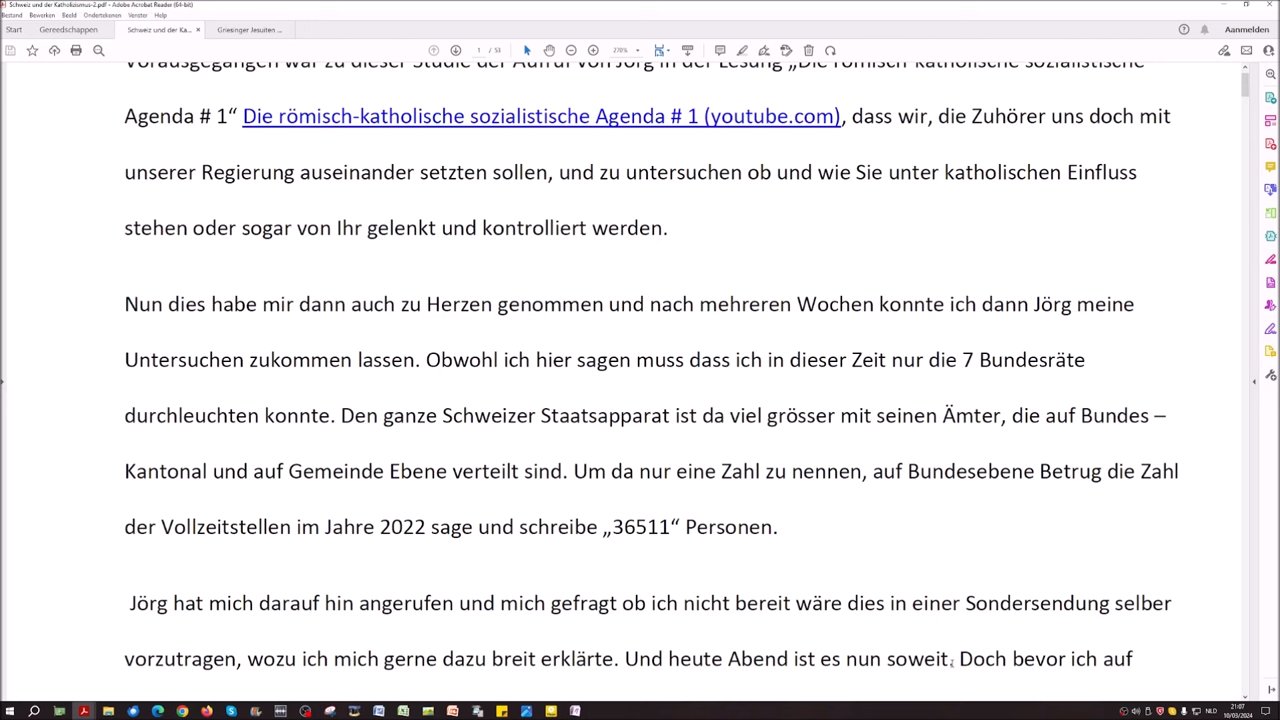 Schweiz und der Katholizismus-2.pdf - Adobe Acrobat Reader (64-bit)
Bestand Bewerken Beeld Ondertekenen Venster Help
Start Gereedschappen Schweiz und der Ka... × Griesinger Jesuiten ... Anmelden
1 / 53 270%
Vorausgegangen war zu dieser Studie der Aufruf von Jörg in der Lesung „Die römisch-katholische sozialistische
Agenda # 1“ Die römisch-katholische sozialistische Agenda # 1 (youtube.com), dass wir, die Zuhörer uns doch mit
unserer Regierung auseinander setzten sollen, und zu untersuchen ob und wie Sie unter katholischen Einfluss
stehen oder sogar von Ihr gelenkt und kontrolliert werden.
Nun dies habe mir dann auch zu Herzen genommen und nach mehreren Wochen konnte ich dann Jörg meine
Untersuchen zukommen lassen. Obwohl ich hier sagen muss dass ich in dieser Zeit nur die 7 Bundesräte
durchleuchten konnte. Den ganze Schweizer Staatsapparat ist da viel grösser mit seinen Ämter, die auf Bundes –
Kantonal und auf Gemeinde Ebene verteilt sind. Um da nur eine Zahl zu nennen, auf Bundesebene Betrug die Zahl
der Vollzeitstellen im Jahre 2022 sage und schreibe „36511“ Personen.
Jörg hat mich darauf hin angerufen und mich gefragt ob ich nicht bereit wäre dies in einer Sondersendung selber
vorzutragen, wozu ich mich gerne dazu breit erklärte. Und heute Abend ist es nun soweit. Doch bevor ich auf
NLD
21:07
10/03/2024